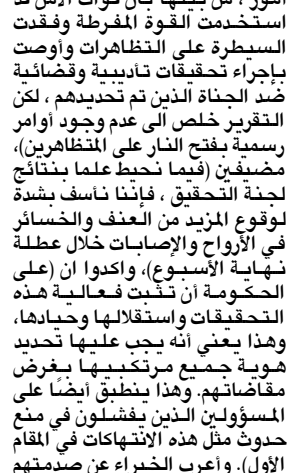 امور ، من بينها بأن قوات الأمن قد
استخدمت القوة المفرطة وفقدت
السيطرة على التظاهرات وأوصت
بإجراء تحقيقات تأديبية وقضائية
ضد الجناة الذين تم تحديدهم ، لكن
التقرير خلص الى عدم وجود أوامر
رسمية بفتح النار على المتظاهرين)،
مضيفين (فيما نحيط علما بنتائج
لجنة التحقيق ، فإننا نأسف بشدة
لوقوع المزيد من العنف والخسائر
في الأرواح والإصابات خلال عطلة
نهاية الأسبوع)، واكدوا ان (على
الحكومة أن تثبت فعالية هذه
التحقيقات واستقلالها وحيادها،
وهذا يعني أنه يجب عليها تحديد
هوية جميع مرتكبيها بغرض
مقاضاتهم. وهذا ينطبق أيضًا على
المسؤولين الذين يفشلون في منع
حدوث مثل هذه الانتهاكات في المقام
الأول). وأعرب الخبراء عن صدمتهم